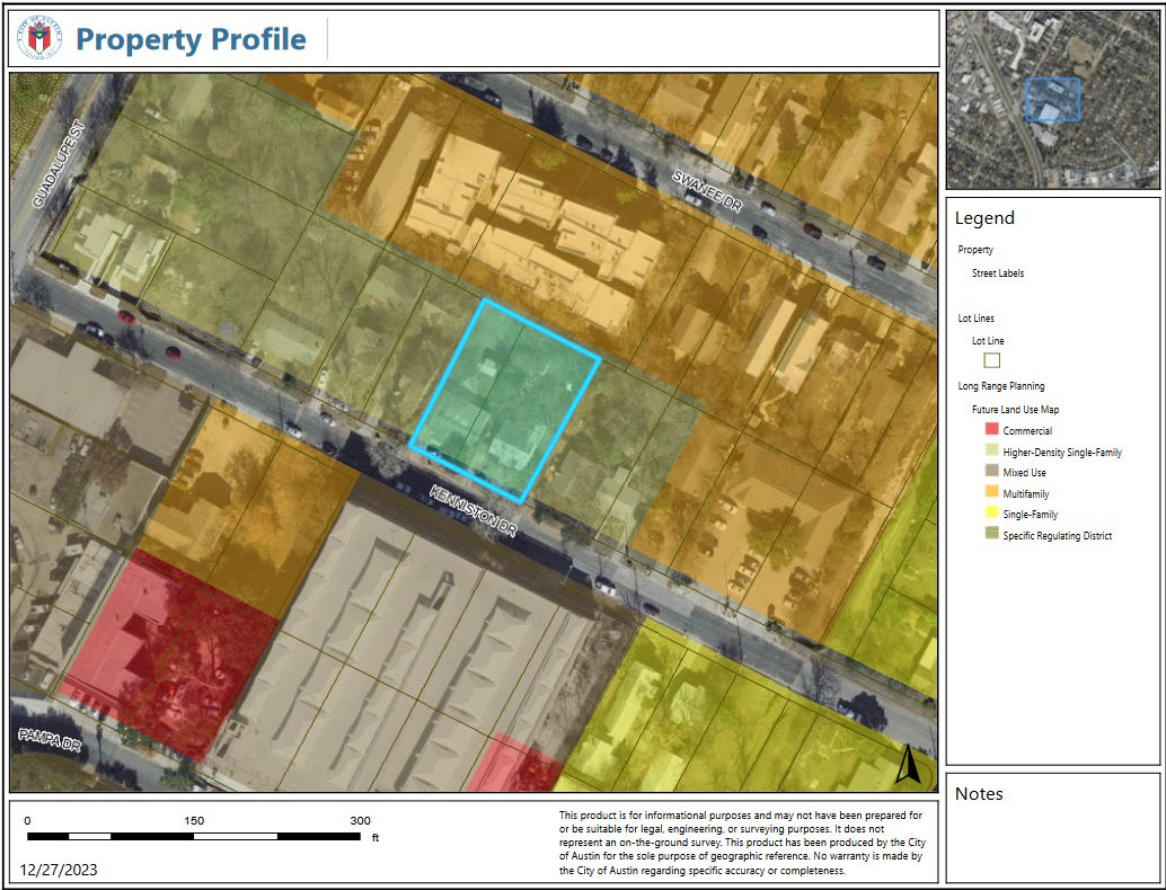 Property Profile
GUADALUPE ST
SWANEE DR
KENNISTON DR
PAMPA DR
Legend
Property
Street Labels
Lot Lines
Lot Line
Long Range Planning
Future Land Use Map
Commercial
Higher-Density Single-Family
Mixed Use
Multifamily
Single-Family
Specific Regulating District
Notes
0 150 300
ft
12/27/2023
This product is for informational purposes and may not have been prepared for
or be suitable for legal, engineering, or surveying purposes. It does not
represent an on-the-ground survey. This product has been produced by the City
of Austin for the sole purpose of geographic reference. No warranty is made by
the City of Austin regarding specific accuracy or completeness.